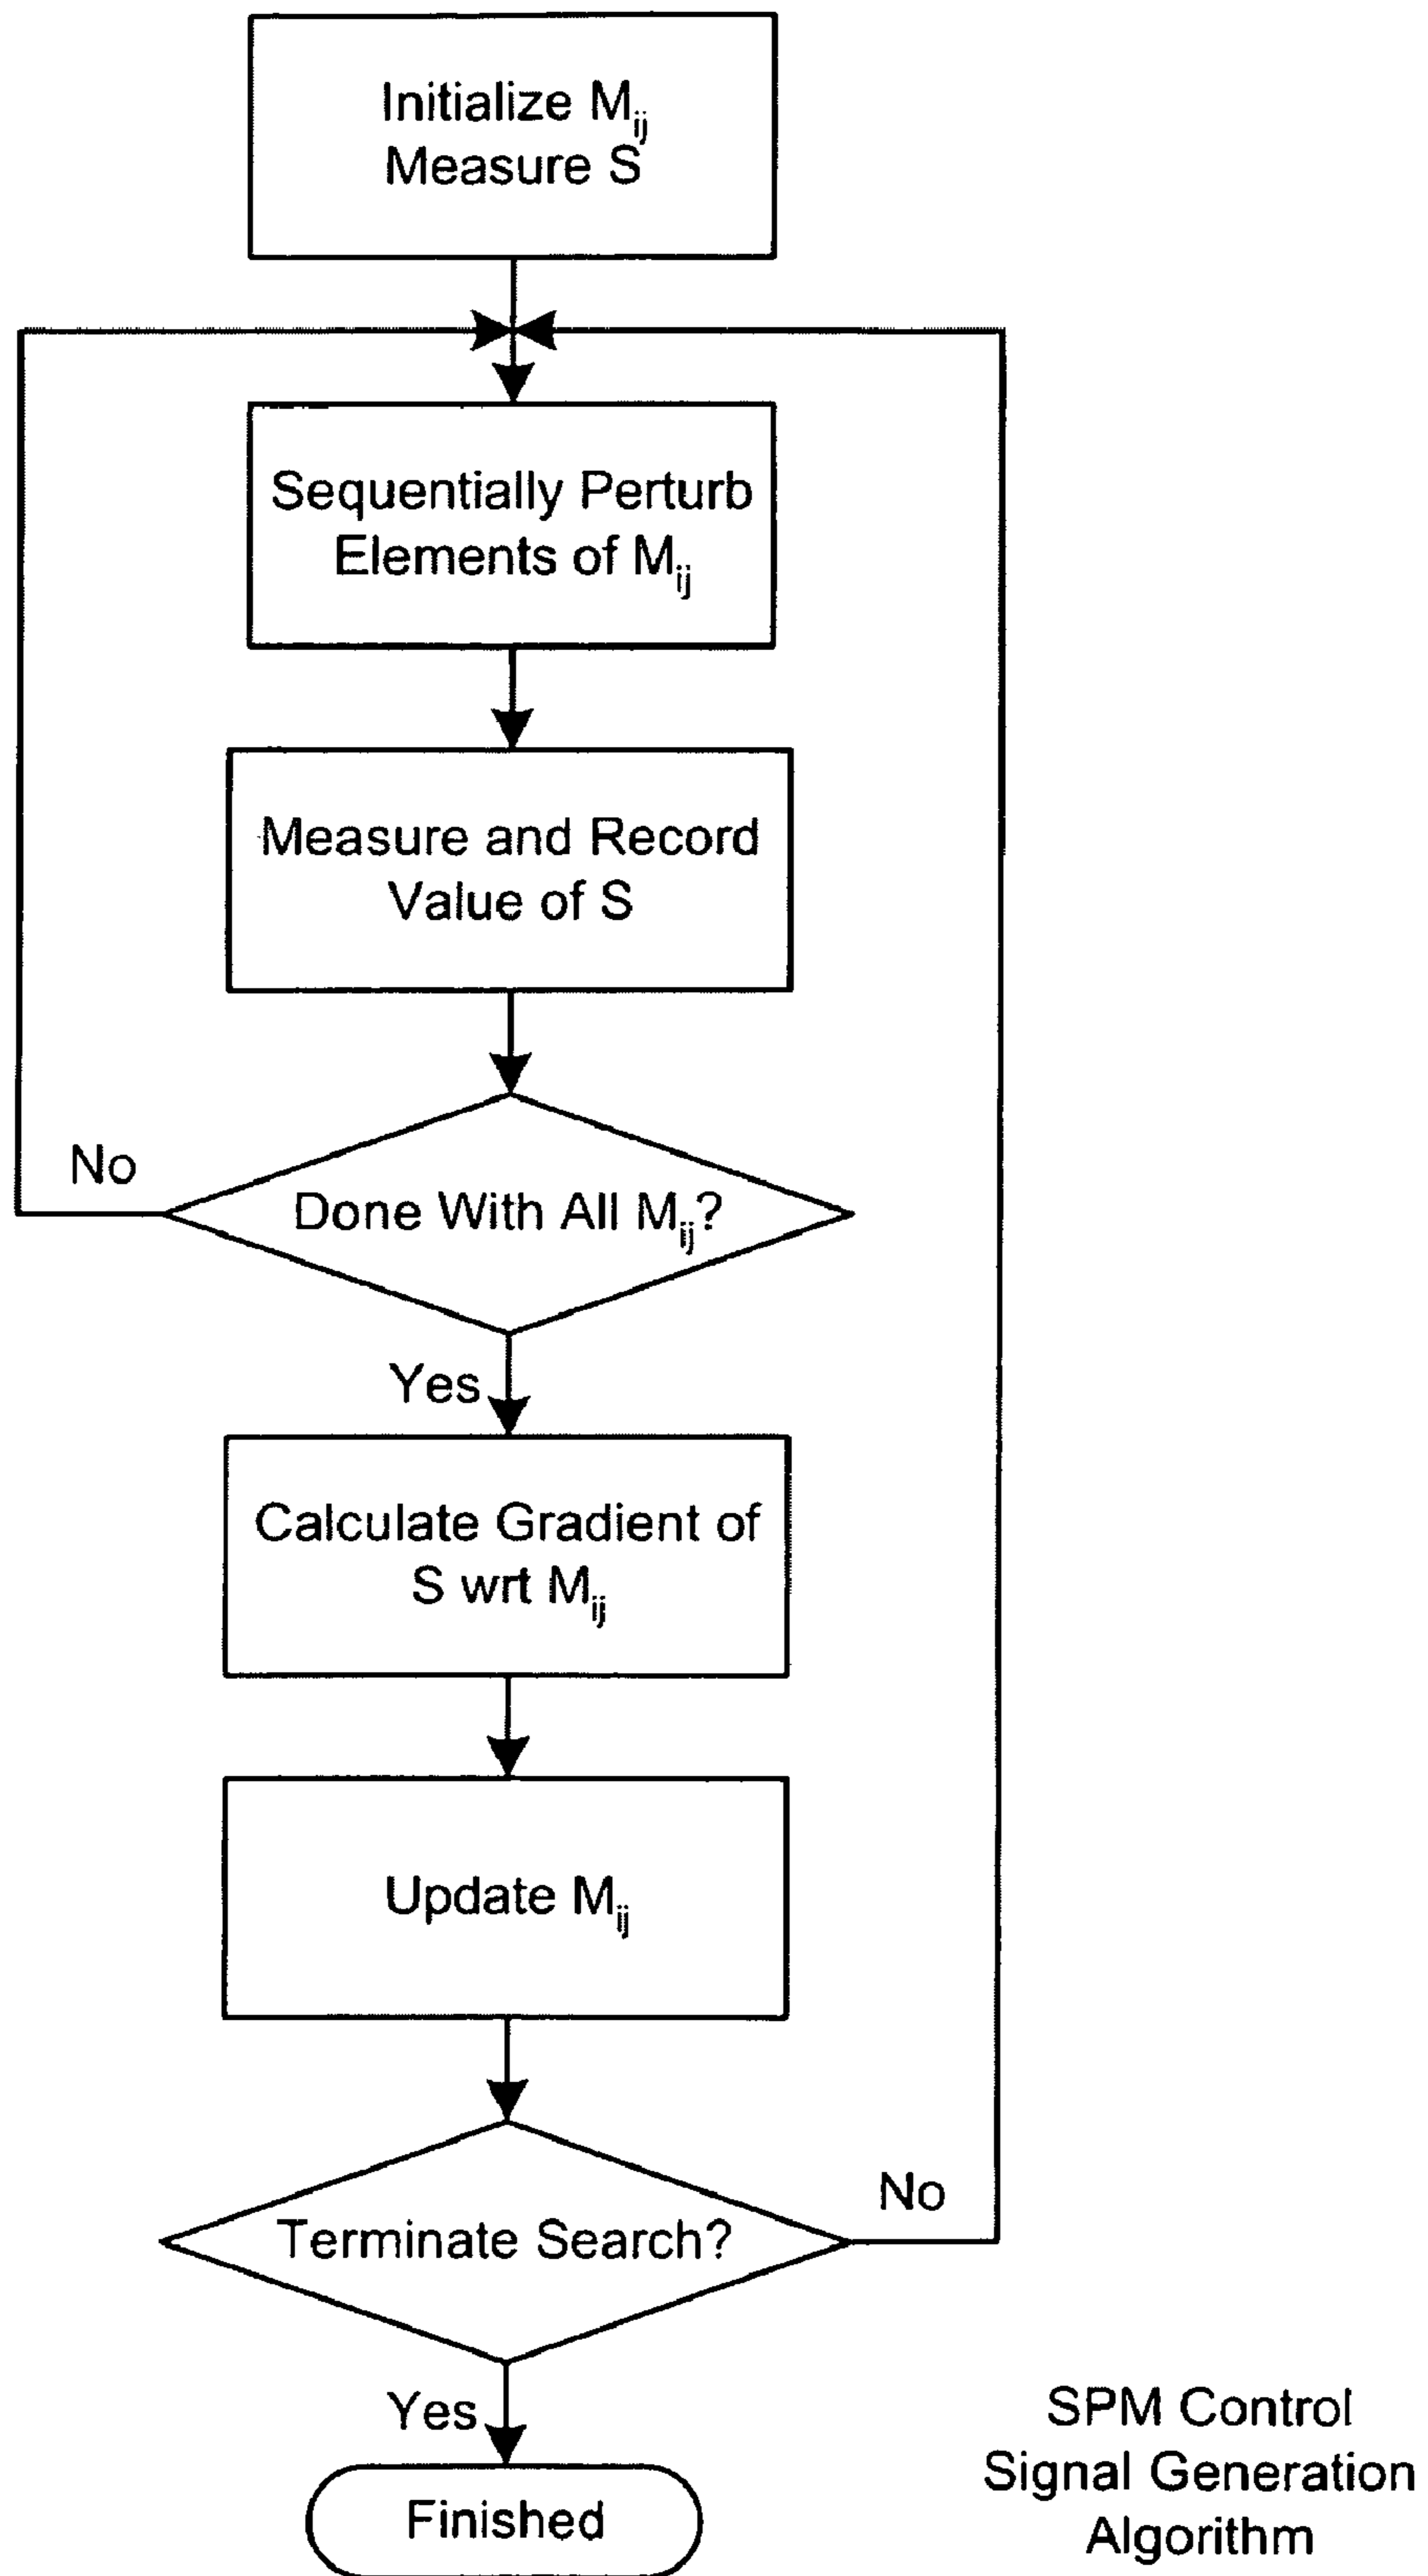 Initialize M_ij
Measure S
Sequentially Perturb
Elements of M_ij
Measure and Record
Value of S
No
Done With All M_ij?
Yes
Calculate Gradient of
S wrt M_ij
Update M_ij
No
Terminate Search?
Yes
Finished
SPM Control
Signal Generation
Algorithm